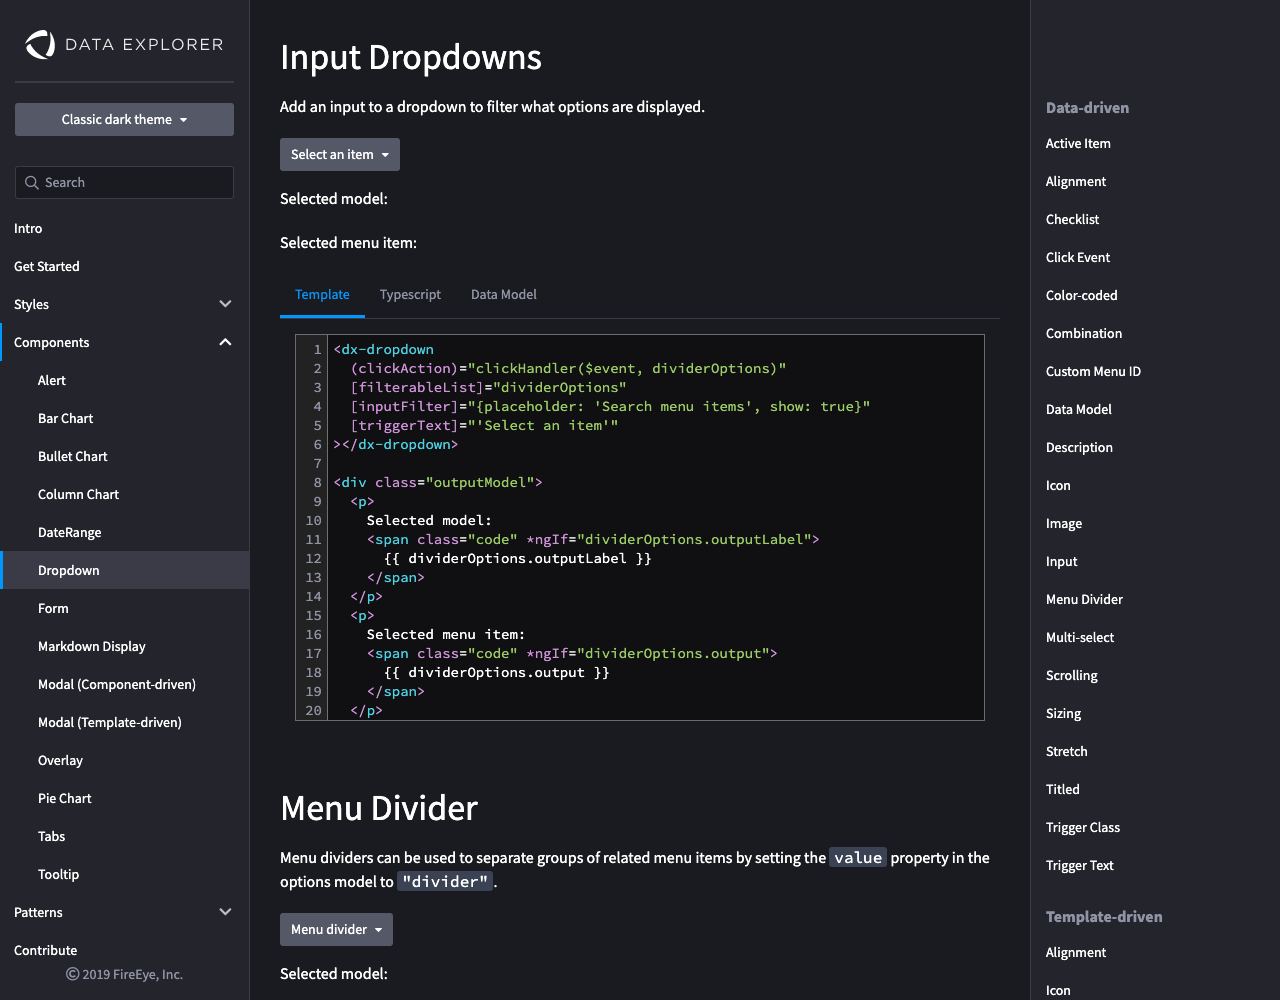 DATA EXPLORER
Classic dark theme
Search
Intro
Get Started
Styles
Components
Alert
Bar Chart
Bullet Chart
Column Chart
DateRange
Dropdown
Form
Markdown Display
Modal (Component-driven)
Modal (Template-driven)
Overlay
Pie Chart
Tabs
Tooltip
Patterns
Contribute
© 2019 FireEye, Inc.
Input Dropdowns
Add an input to a dropdown to filter what options are displayed.
Select an item
Selected model:
Selected menu item:
Template Typescript Data Model
1 <dx-dropdown
2 (clickAction)="clickHandler($event, dividerOptions)"
3 [filterableList]="dividerOptions"
4 [inputFilter]="{placeholder: 'Search menu items', show: true}"
5 [triggerText]="'Select an item'"
6 ></dx-dropdown>
7
8 <div class="outputModel">
9 <p>
10 Selected model:
11 <span class="code" *ngIf="dividerOptions.outputLabel">
12 {{ dividerOptions.outputLabel }}
13 </span>
14 </p>
15 <p>
16 Selected menu item:
17 <span class="code" *ngIf="dividerOptions.output">
18 {{ dividerOptions.output }}
19 </span>
20 </p>
Menu Divider
Menu dividers can be used to separate groups of related menu items by setting the value property in the
options model to "divider".
Menu divider
Selected model:
Data-driven
Active Item
Alignment
Checklist
Click Event
Color-coded
Combination
Custom Menu ID
Data Model
Description
Icon
Image
Input
Menu Divider
Multi-select
Scrolling
Sizing
Stretch
Titled
Trigger Class
Trigger Text
Template-driven
Alignment
Icon